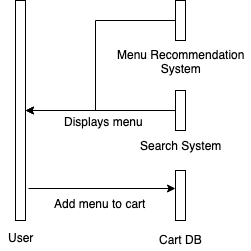 Menu Recommendation
System
Displays menu
Search System
Add menu to cart
User
Cart DB